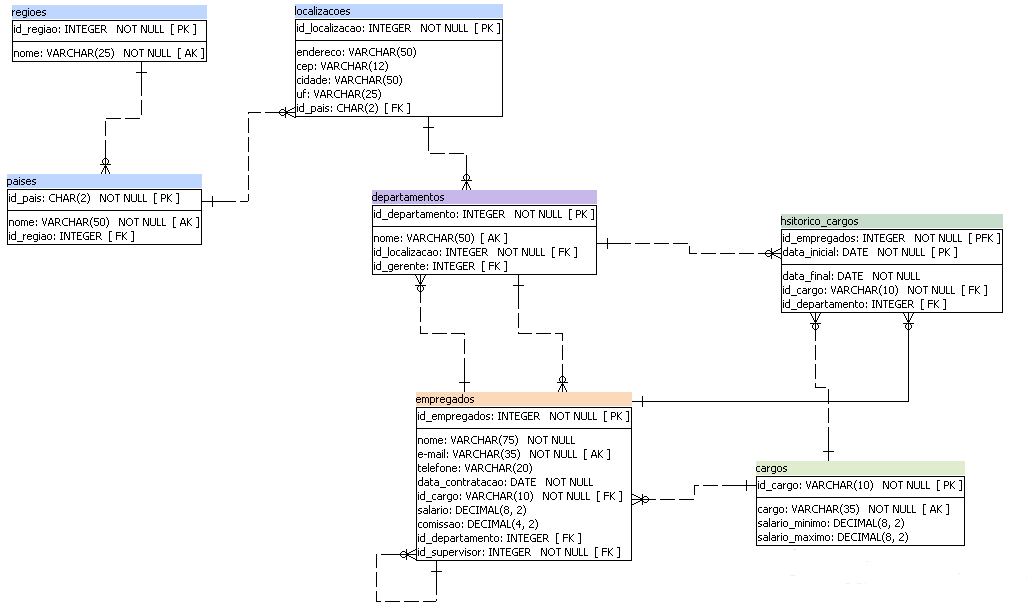 regioes
id_regiao: INTEGER NOT NULL [ PK ]
nome: VARCHAR(25) NOT NULL [ AK ]
localizacoes
id_localizacao: INTEGER NOT NULL [ PK ]
endereco: VARCHAR(50)
cep: VARCHAR(12)
cidade: VARCHAR(50)
uf: VARCHAR(25)
id_pais: CHAR(2) [ FK ]
paises
id_pais: CHAR(2) NOT NULL [ PK ]
nome: VARCHAR(50) NOT NULL [ AK ]
id_regiao: INTEGER [ FK ]
departamentos
id_departamento: INTEGER NOT NULL [ PK ]
nome: VARCHAR(50) [ AK ]
id_localizacao: INTEGER NOT NULL [ FK ]
id_gerente: INTEGER [ FK ]
hsitorico_cargos
id_empregados: INTEGER NOT NULL [ PFK ]
data_inicial: DATE NOT NULL [ PK ]
data_final: DATE NOT NULL
id_cargo: VARCHAR(10) NOT NULL [ FK ]
id_departamento: INTEGER [ FK ]
empregados
id_empregados: INTEGER NOT NULL [ PK ]
nome: VARCHAR(75) NOT NULL
e-mail: VARCHAR(35) NOT NULL [ AK ]
telefone: VARCHAR(20)
data_contratacao: DATE NOT NULL
id_cargo: VARCHAR(10) NOT NULL [ FK ]
salario: DECIMAL(8, 2)
comissao: DECIMAL(4, 2)
id_departamento: INTEGER [ FK ]
id_supervisor: INTEGER NOT NULL [ FK ]
cargos
id_cargo: VARCHAR(10) NOT NULL [ PK ]
cargo: VARCHAR(35) NOT NULL [ AK ]
salario_minimo: DECIMAL(8, 2)
salario_maximo: DECIMAL(8, 2)